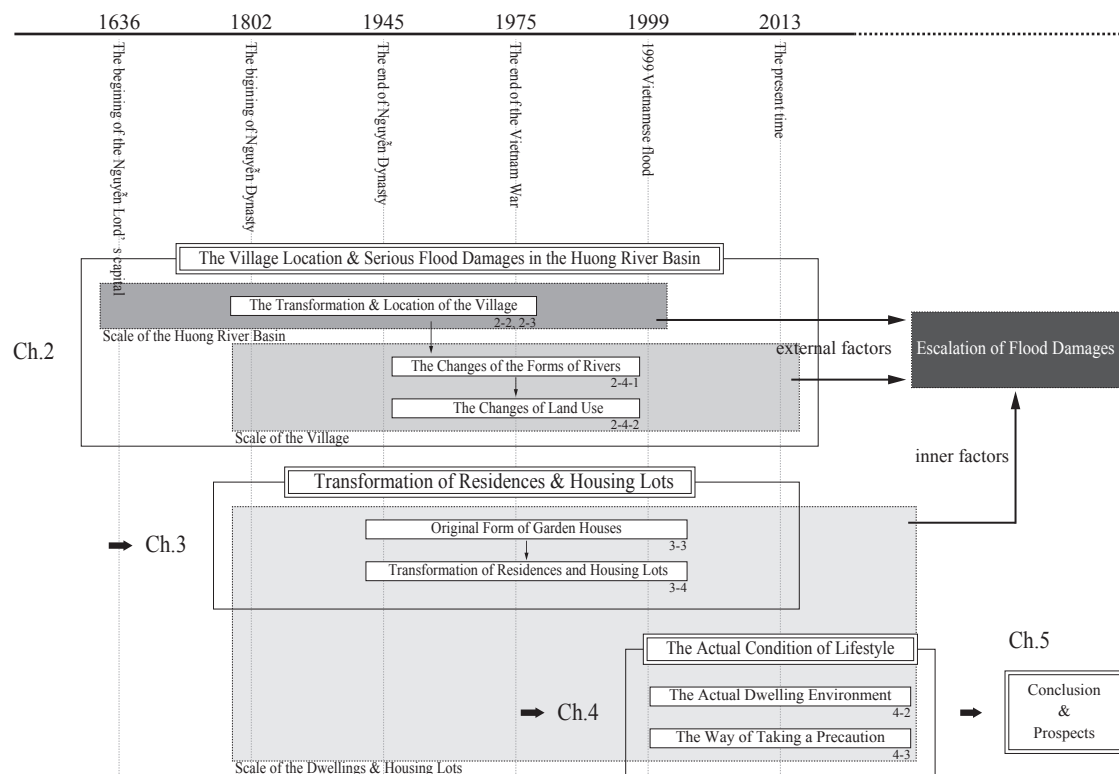 1636
1802
1945
1975
1999
2013
The begining of the Nguyễn Lord’s capital
The bigining of Nguyễn Dynasty
The end of Nguyễn Dynasty
The end of the Vietnam War
1999 Vietnamese flood
The present time
The Village Location & Serious Flood Damages in the Huong River Basin
The Transformation & Location of the Village
2-2, 2-3
Scale of the Huong River Basin
Ch.2
The Changes of the Forms of Rivers
2-4-1
The Changes of Land Use
2-4-2
Scale of the Village
external factors
Escalation of Flood Damages
inner factors
Transformation of Residences & Housing Lots
Ch.3
Original Form of Garden Houses
3-3
Transformation of Residences and Housing Lots
3-4
The Actual Condition of Lifestyle
Ch.4
The Actual Dwelling Environment
4-2
The Way of Taking a Precaution
4-3
Scale of the Dwellings & Housing Lots
Ch.5
Conclusion
&
Prospects